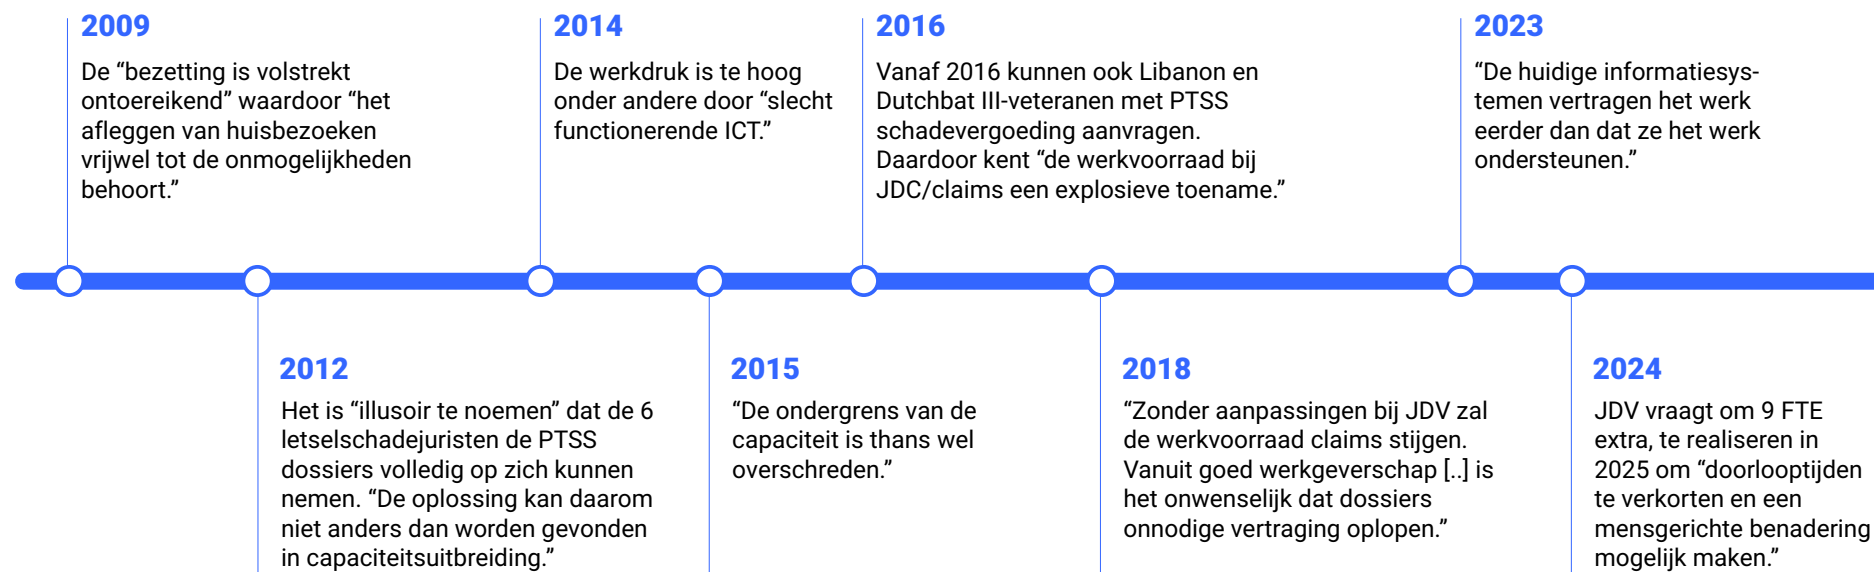 2009
De “bezetting is volstrekt
ontoereikend” waardoor “het
afleggen van huisbezoeken
vrijwel tot de onmogelijkheden
behoort.”
2014
De werkdruk is te hoog
onder andere door “slecht
functionerende ICT.”
2016
Vanaf 2016 kunnen ook Libanon en
Dutchbat III-veteranen met PTSS
schadevergoeding aanvragen.
Daardoor kent “de werkvoorraad bij
JDC/claims een explosieve toename.”
2023
“De huidige informatiesys-
temen vertragen het werk
eerder dan dat ze het werk
ondersteunen.”
2012
Het is “illusoir te noemen” dat de 6
letselschadejuristen de PTSS
dossiers volledig op zich kunnen
nemen. “De oplossing kan daarom
niet anders dan worden gevonden
in capaciteitsuitbreiding.”
2015
“De ondergrens van de
capaciteit is thans wel
overschreden.”
2018
“Zonder aanpassingen bij JDV zal
de werkvoorraad claims stijgen.
Vanuit goed werkgeverschap [..] is
het onwenselijk dat dossiers
onnodige vertraging oplopen.”
2024
JDV vraagt om 9 FTE
extra, te realiseren in
2025 om “doorlooptijden
te verkorten en een
mensgerichte benadering
mogelijk maken.”